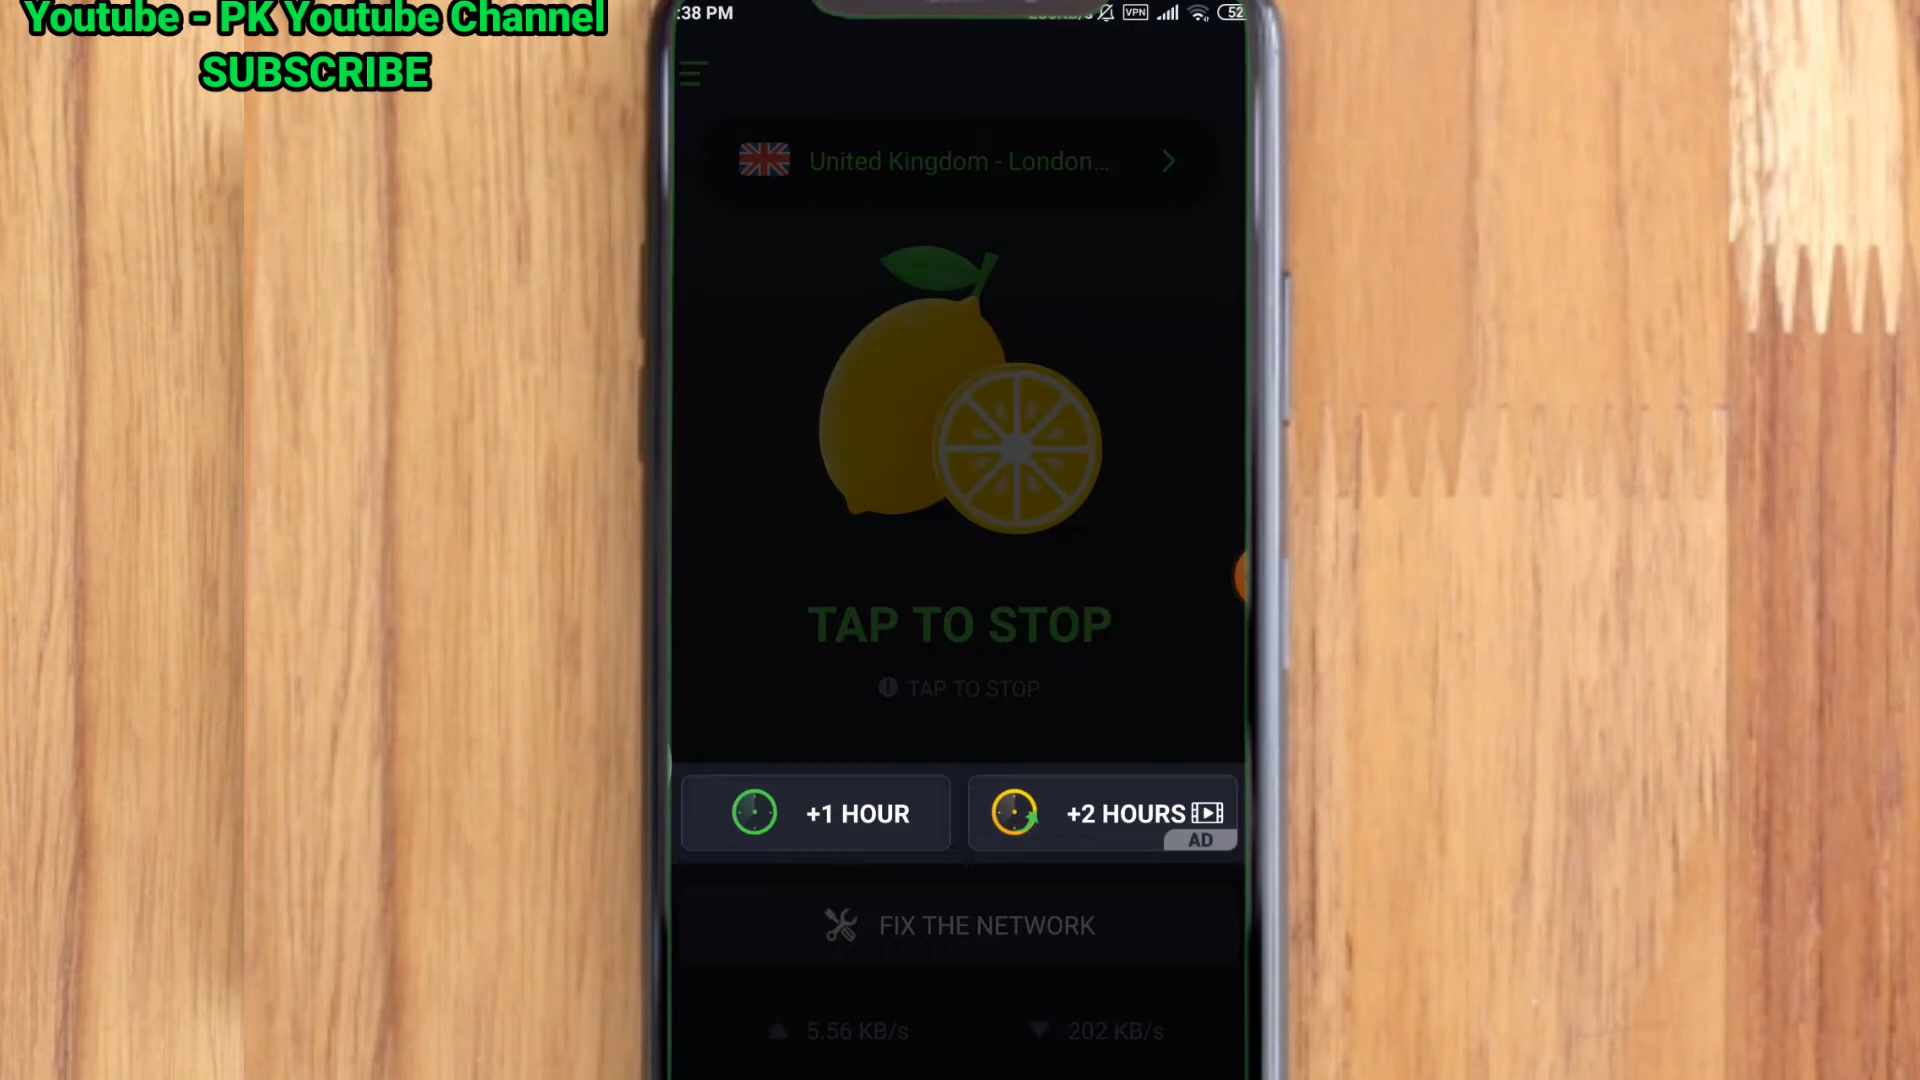 Youtube - PK Youtube Channel
SUBSCRIBE
:38 PM
VPN
52
United Kingdom - London...
TAP TO STOP
TAP TO STOP
+1 HOUR
+2 HOURS
AD
FIX THE NETWORK
5.56 KB/s
202 KB/s